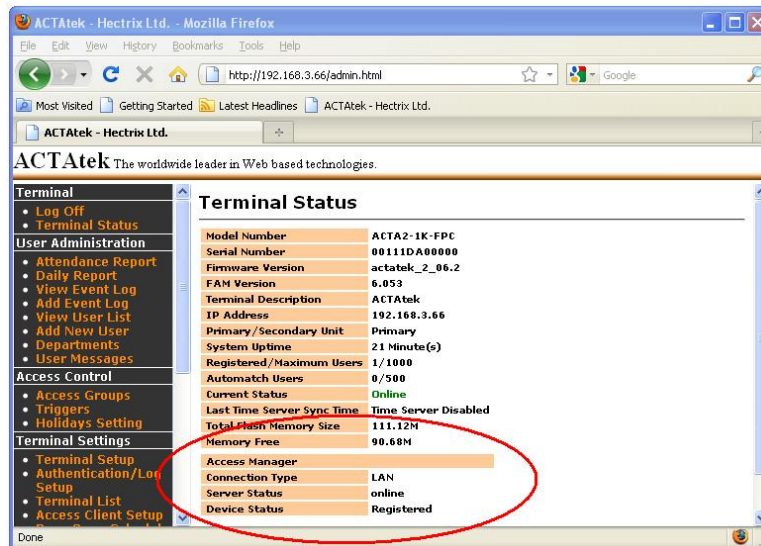 ACTAtek - Hectrix Ltd. - Mozilla Firefox
File Edit View History Bookmarks Tools Help
http://192.168.3.66/admin.html
Google
Most Visited Getting Started Latest Headlines ACTAtek - Hectrix Ltd.
ACTAtek - Hectrix Ltd.
ACTAtek The worldwide leader in Web based technologies.
Terminal
Log Off
Terminal Status
User Administration
Attendance Report
Daily Report
View Event Log
Add Event Log
View User List
Add New User
Departments
User Messages
Access Control
Access Groups
Triggers
Holidays Setting
Terminal Settings
Terminal Setup
Authentication/Log
Setup
Terminal List
Access Client Setup
Terminal Status
Model Number ACTA2-1K-FPC
Serial Number 00111DA00000
Firmware Version actatek_2_06.2
FAM Version 6.053
Terminal Description ACTAtek
IP Address 192.168.3.66
Primary/Secondary Unit Primary
System Uptime 21 Minute(s)
Registered/Maximum Users 1/1000
Automatch Users 0/500
Current Status Online
Last Time Server Sync Time Time Server Disabled
Total Flash Memory Size 111.12M
Memory Free 90.68M
Access Manager
Connection Type LAN
Server Status online
Device Status Registered
Done